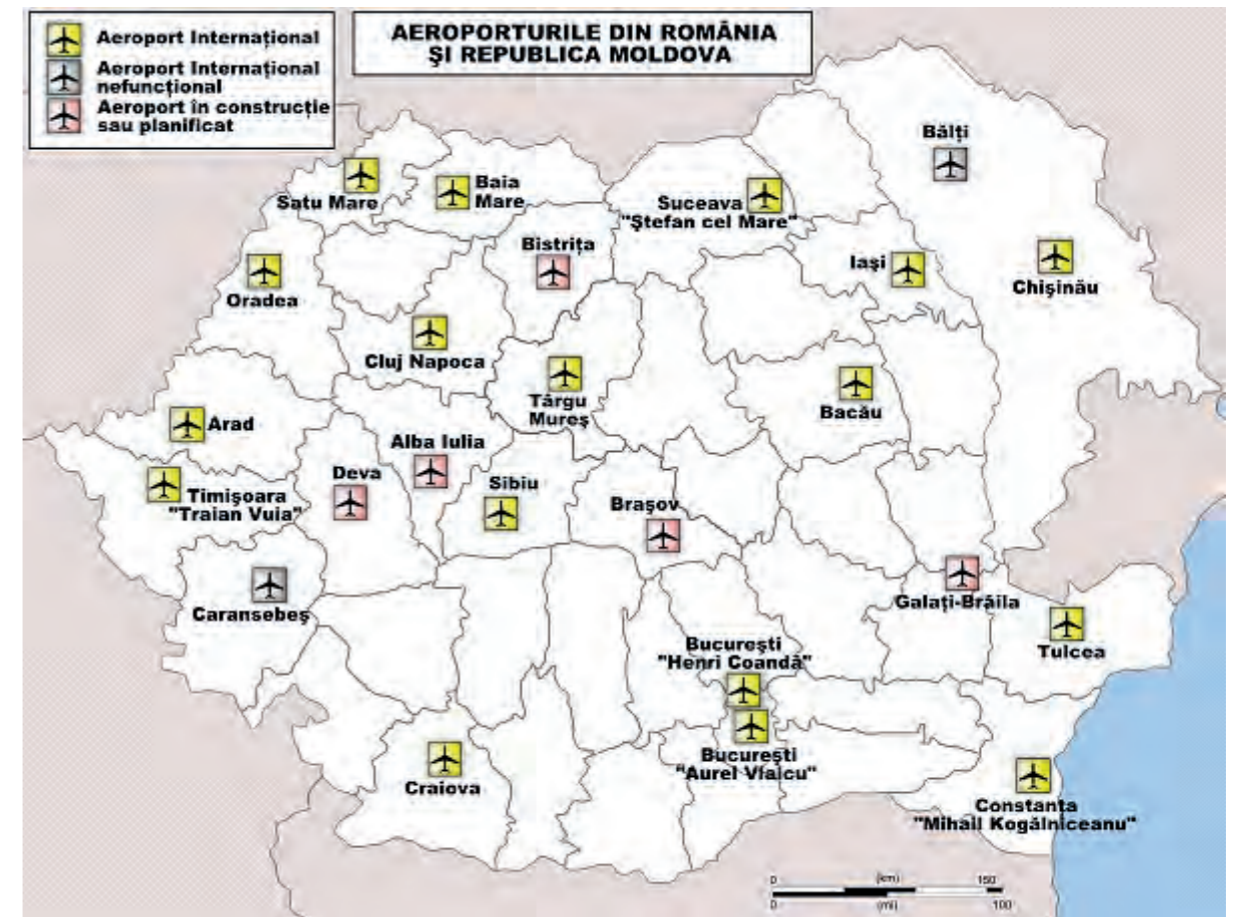 Aeroport Internațional
Aeroport Internațional
nefuncțional
Aeroport în construcție
sau planificat
AEROPORTURILE DIN ROMÂNIA
ŞI REPUBLICA MOLDOVA
Bălți
Satu Mare
Baia
Mare
Suceava
"Ştefan cel Mare"
Bistrița
Iaşi
Chişinău
Oradea
Cluj Napoca
Târgu
Mureş
Bacău
Arad
Alba Iulia
Deva
Sibiu
Timişoara
"Traian Vuia"
Braşov
Caransebeş
Galați-Brăila
Tulcea
Bucureşti
"Henri Coandă"
Bucureşti
"Aurel Vlaicu"
Craiova
Constanta
"Mihail Kogălniceanu"
0 (km) 150
0 (mi) 100